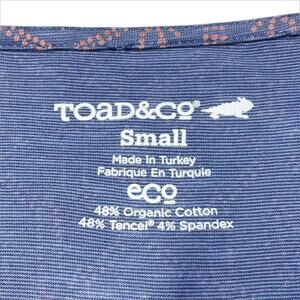 TOAD&CO®
Small
Made In Turkey
Fabrique En Turquie
eco
48% Organic Cotton
48% Tencel® 4% Spandex